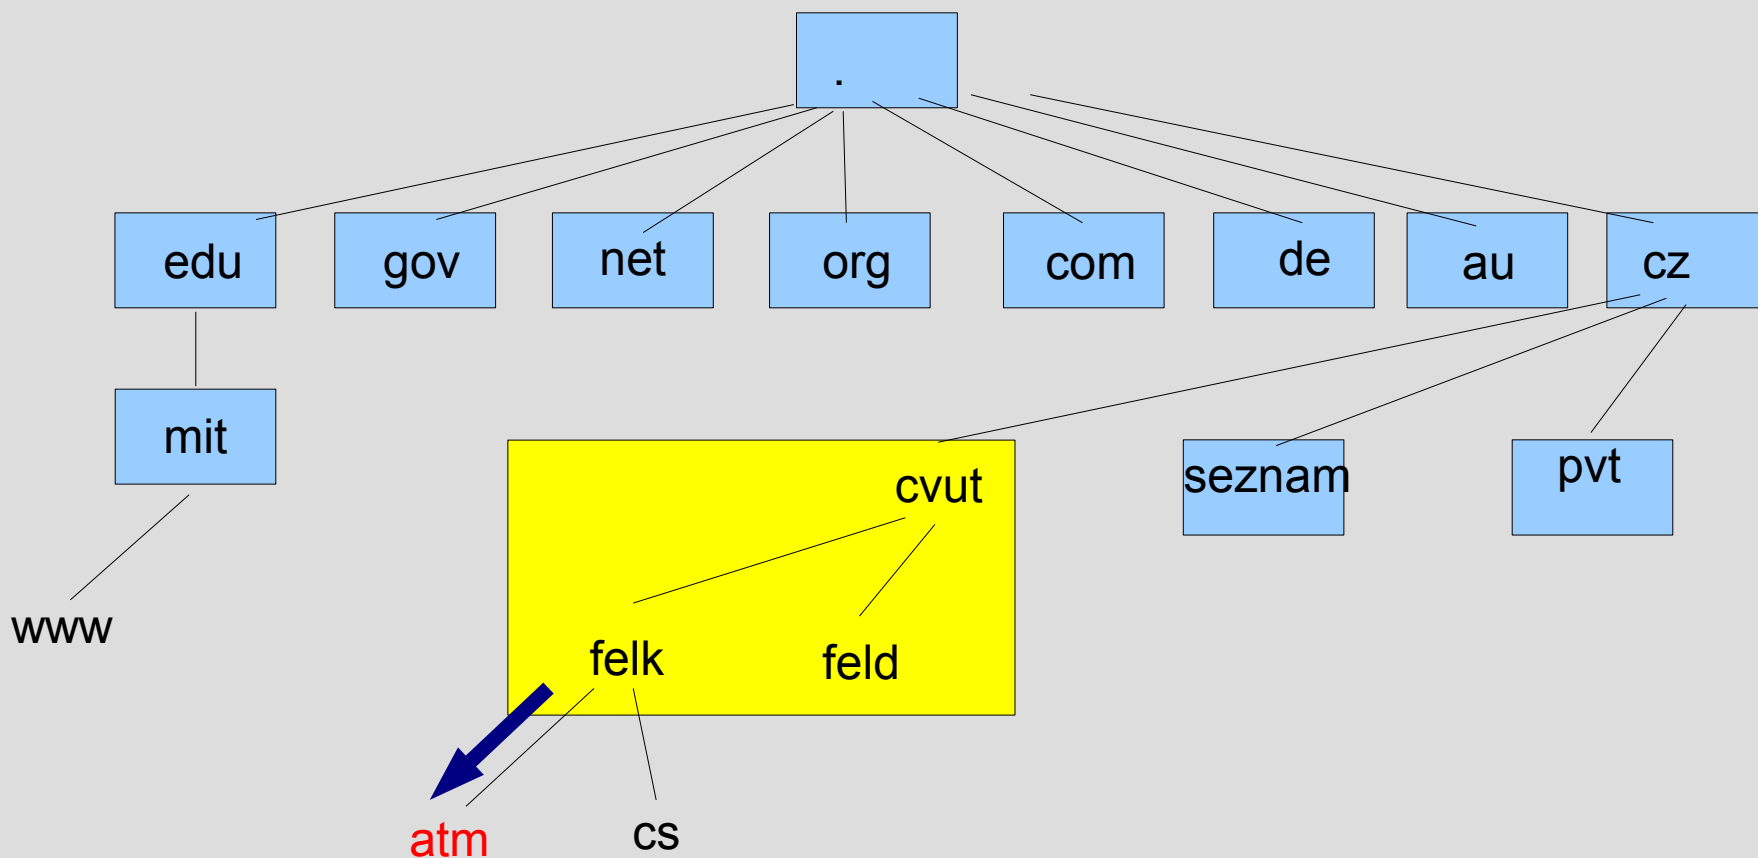 .
edu gov net org com de au cz
mit
cvut seznam pvt
www
felk feld
atm cs